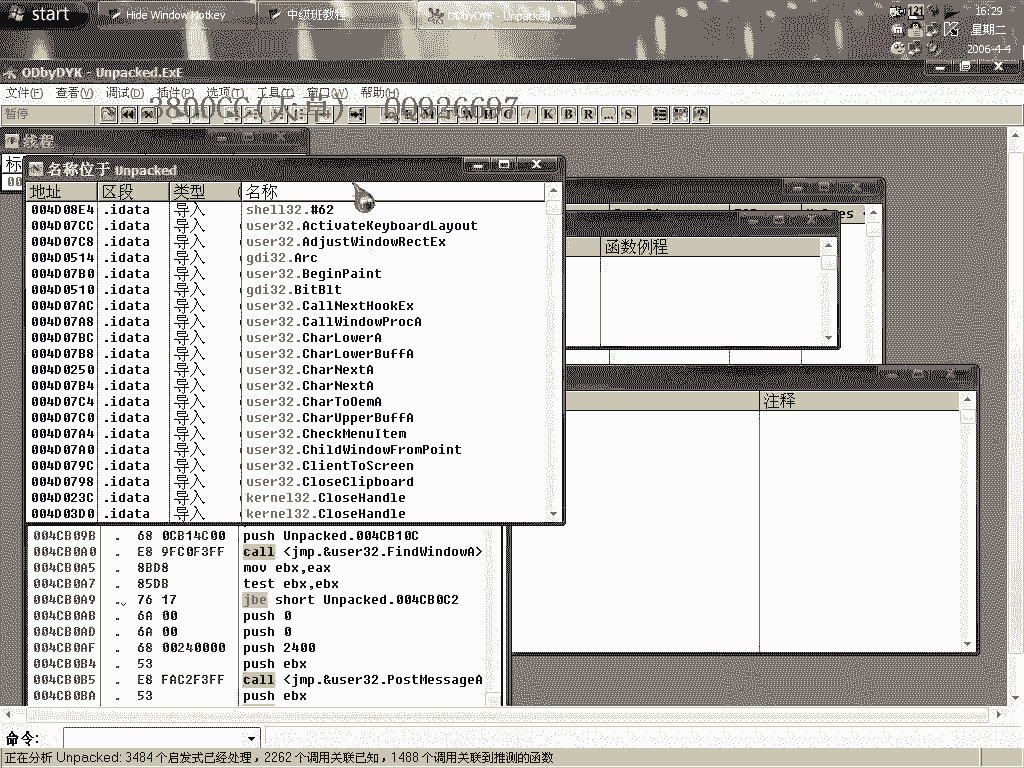 start
Hide Window Hotkey
中级班教程
ODbyDYK - Unpacked...
121
16:29
星期二
2006-4-4
ODbyDYK - Unpacked.ExE
文件(F) 查看(V) 调试(D) 插件(P) 选项(T) 工具(T) 窗口(W) 帮助(H)
3800CC(天草) QQ926697
暂停
M W H C / K B R ... S
线程
名称位于 Unpacked
地址 区段 类型 ( 名称
004D08E4 .idata 导入 shell32.#62
004D07CC .idata 导入 user32.ActivateKeyboardLayout
004D07C8 .idata 导入 user32.AdjustWindowRectEx
004D0514 .idata 导入 gdi32.Arc
004D07B0 .idata 导入 user32.BeginPaint
004D0510 .idata 导入 gdi32.BitBlt
004D07AC .idata 导入 user32.CallNextHookEx
004D07A8 .idata 导入 user32.CallWindowProcA
004D07BC .idata 导入 user32.CharLowerA
004D07B8 .idata 导入 user32.CharLowerBuffA
004D0250 .idata 导入 user32.CharNextA
004D07B4 .idata 导入 user32.CharNextA
004D07C4 .idata 导入 user32.CharToOemA
004D07C0 .idata 导入 user32.CharUpperBuffA
004D07A4 .idata 导入 user32.CheckMenuItem
004D07A0 .idata 导入 user32.ChildWindowFromPoint
004D079C .idata 导入 user32.ClientToScreen
004D0798 .idata 导入 user32.CloseClipboard
004D023C .idata 导入 kernel32.CloseHandle
004D03D0 .idata 导入 kernel32.CloseHandle
函数例程
注释
004CB09B . 68 0CB14C00 push Unpacked.004CB10C
004CB0A0 . E8 9FC0F3FF call <jmp.&user32.FindWindowA>
004CB0A5 . 8BD8 mov ebx,eax
004CB0A7 . 85DB test ebx,ebx
004CB0A9 . 76 17 jbe short Unpacked.004CB0C2
004CB0AB . 6A 00 push 0
004CB0AD . 6A 00 push 0
004CB0AF . 68 00240000 push 2400
004CB0B4 . 53 push ebx
004CB0B5 . E8 FAC2F3FF call <jmp.&user32.PostMessageA
004CB0BA . 53 push ebx
命令:
正在分析 Unpacked: 3484 个启发式已经处理，2262 个调用关联已知，1488 个调用关联到推测的函数